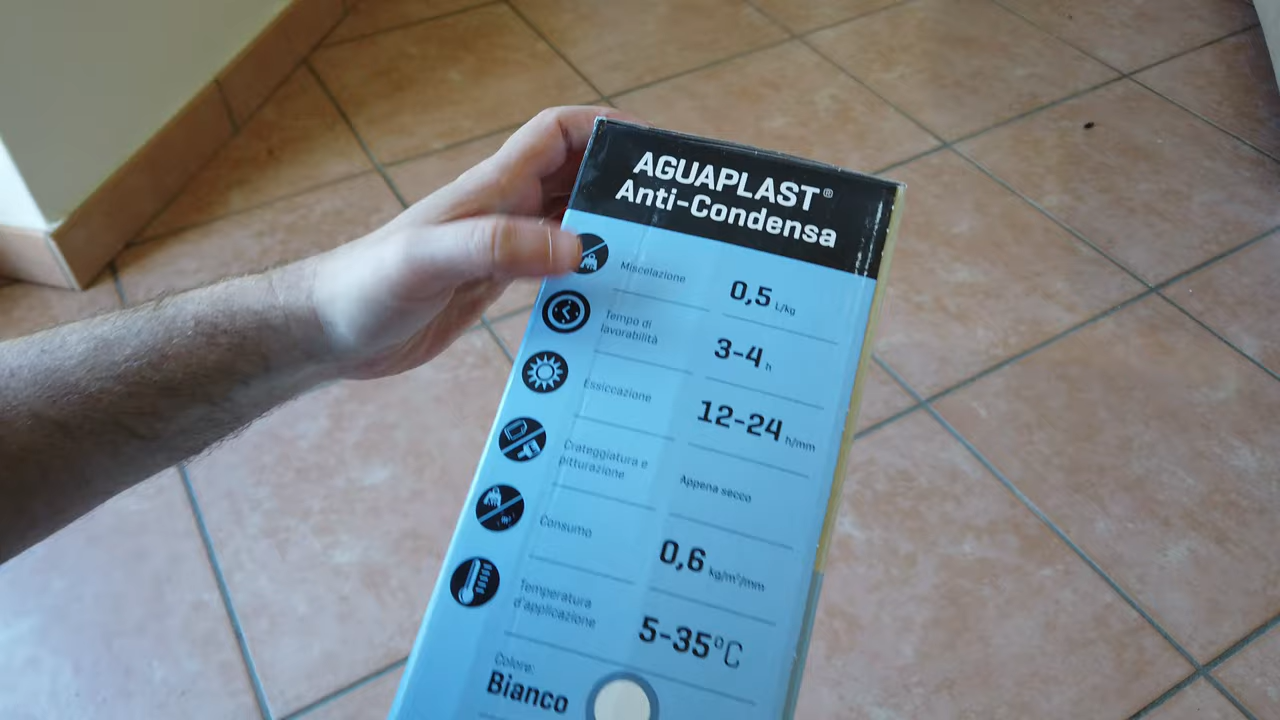 AGUAPLAST®
Anti-Condensa
Miscelazione
0,5 L/kg
Tempo di
lavorabilità
3-4 h
Essiccazione
12-24 h/mm
Carteggiatura e
pitturazione
Appena secco
Consumo
0,6 kg/m²/mm
Temperatura
d'applicazione
5-35°C
Colore:
Bianco